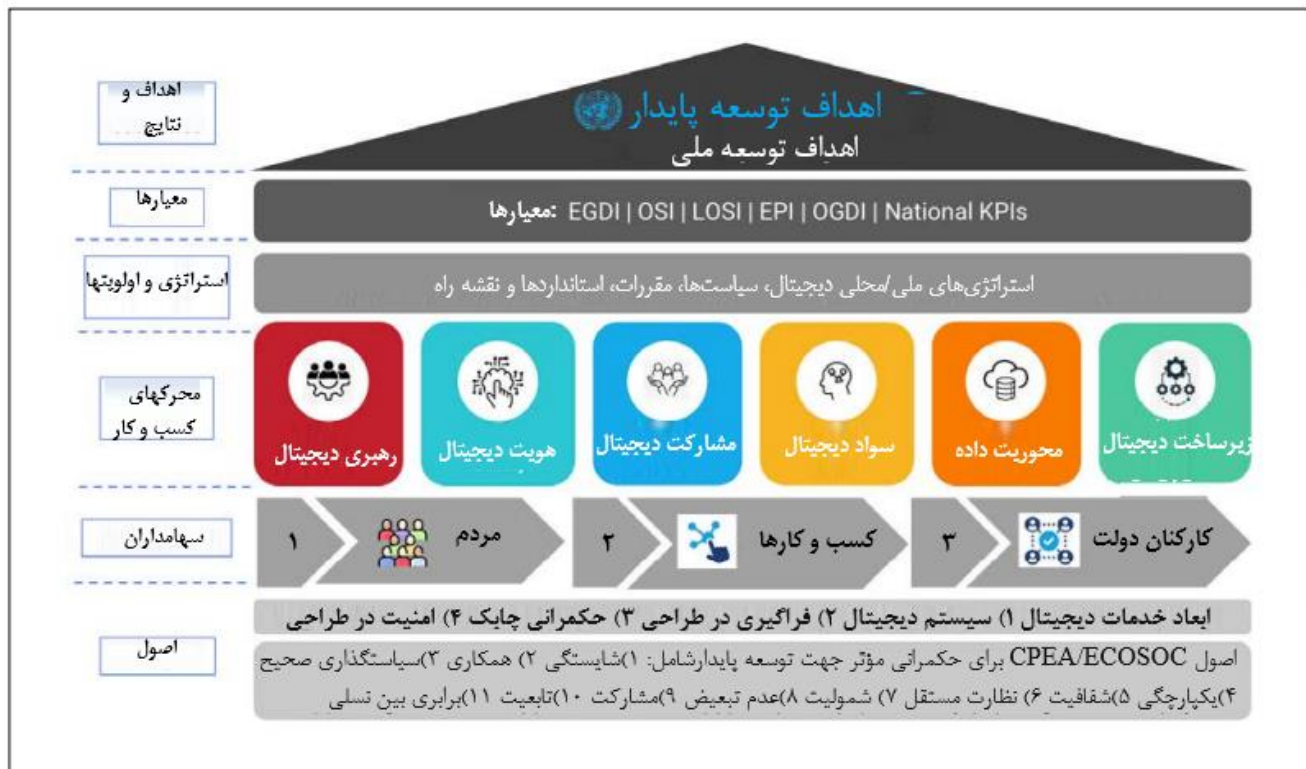 اهداف و
نتایج
اهداف توسعه پایدار
اهداف توسعه ملی
معیارها
معیارها: EGDI | OSI | LOSI | EPI | OGDI | National KPIs
استراتژی و اولویتها
استراتژی‌های ملی/محلی دیجیتال، سیاست‌ها، مقررات، استانداردها و نقشه راه
محرکهای
کسب و کار
زیرساخت دیجیتال
محوریت داده
سواد دیجیتال
مشارکت دیجیتال
هویت دیجیتال
رهبری دیجیتال
سهامداران
۱ مردم
۲ کسب و کارها
۳ کارکنان دولت
اصول
ابعاد خدمات دیجیتال ۱) سیستم دیجیتال ۲) فراگیری در طراحی ۳) حکمرانی چابک ۴) امنیت در طراحی
اصول CPEA/ECOSOC برای حکمرانی مؤثر جهت توسعه پایدارشامل: ۱)شایستگی ۲) همکاری ۳)سیاستگذاری صحیح
۴)یکپارچگی ۵)شفافیت ۶) نظارت مستقل ۷) شمولیت ۸)عدم تبعیض ۹)مشارکت ۱۰)تابعیت ۱۱)برابری بین نسلی